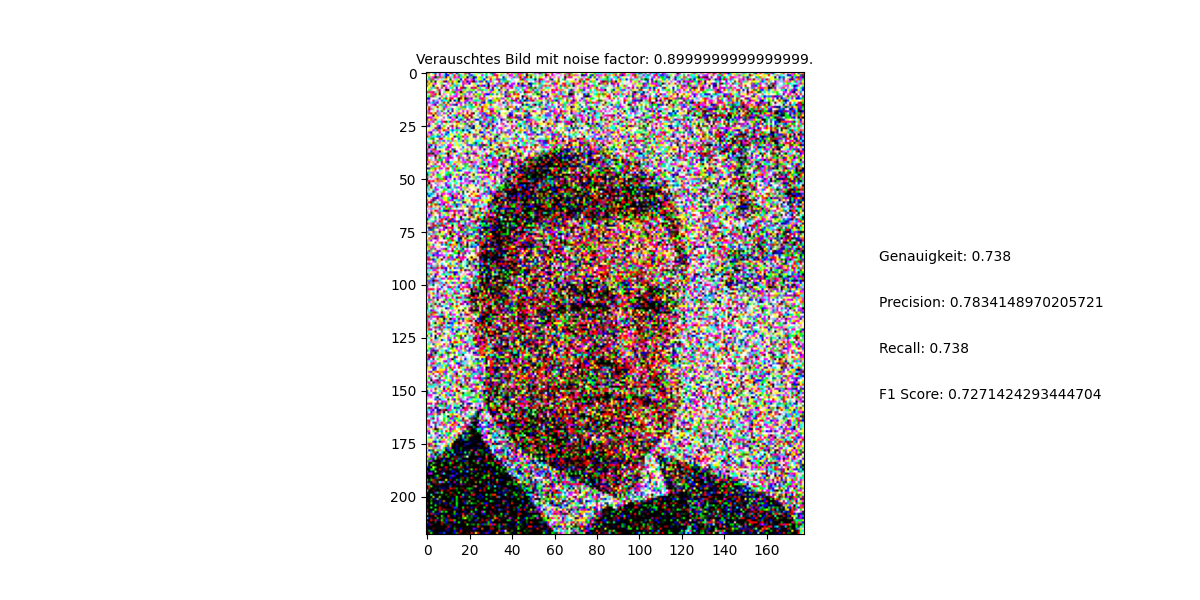 Verauschtes Bild mit noise factor: 0.8999999999999999.
0
25
50
75
100
125
150
175
200
0 20 40 60 80 100 120 140 160
Genauigkeit: 0.738
Precision: 0.7834148970205721
Recall: 0.738
F1 Score: 0.7271424293444704